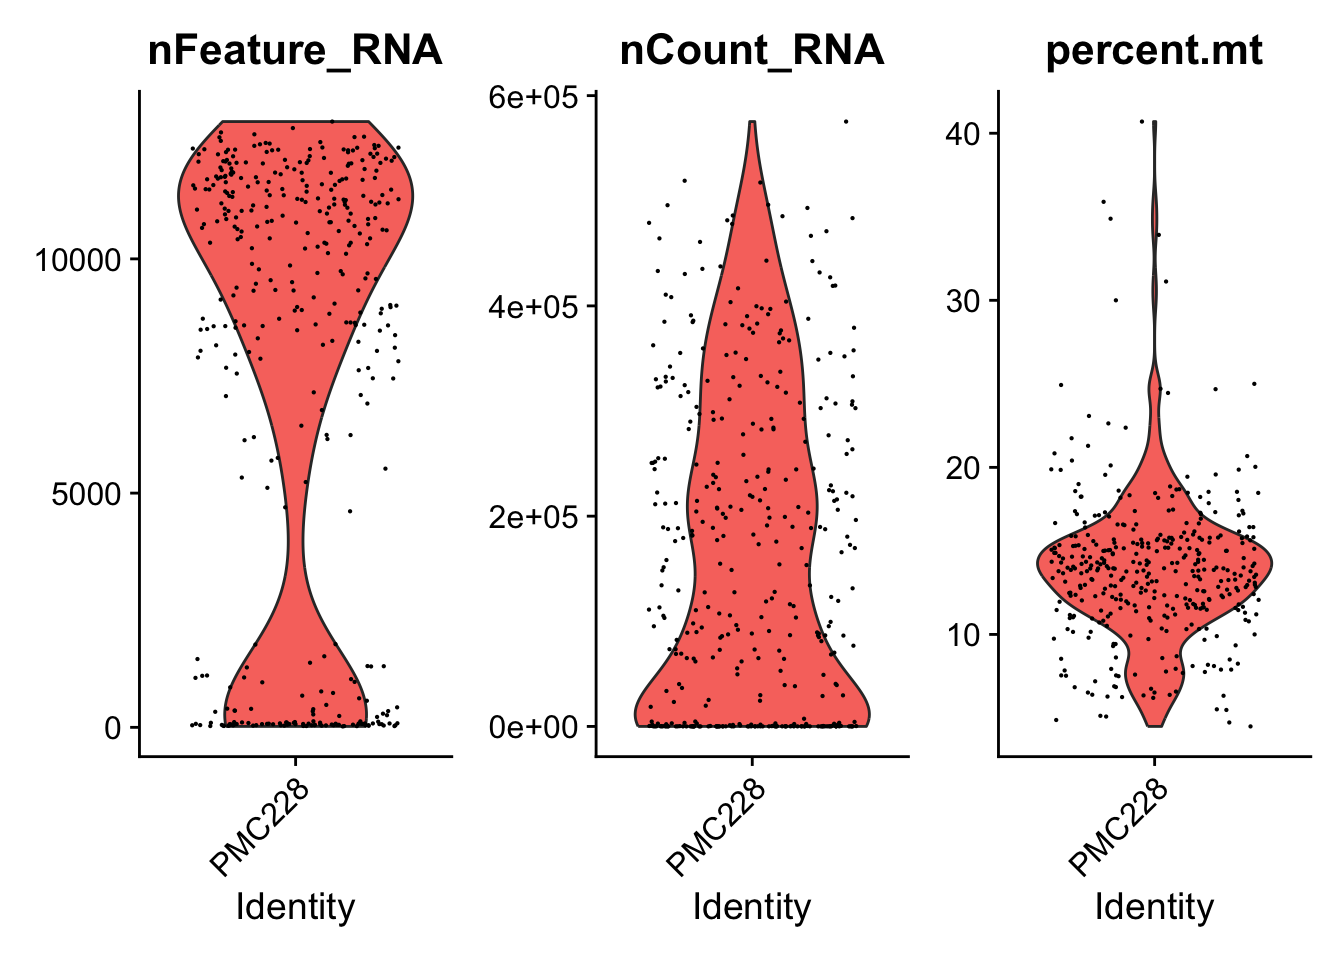 nFeature_RNA
10000
5000
0
PMC228
Identity
nCount_RNA
6e+05
4e+05
2e+05
0e+00
PMC228
Identity
percent.mt
40
30
20
10
PMC228
Identity